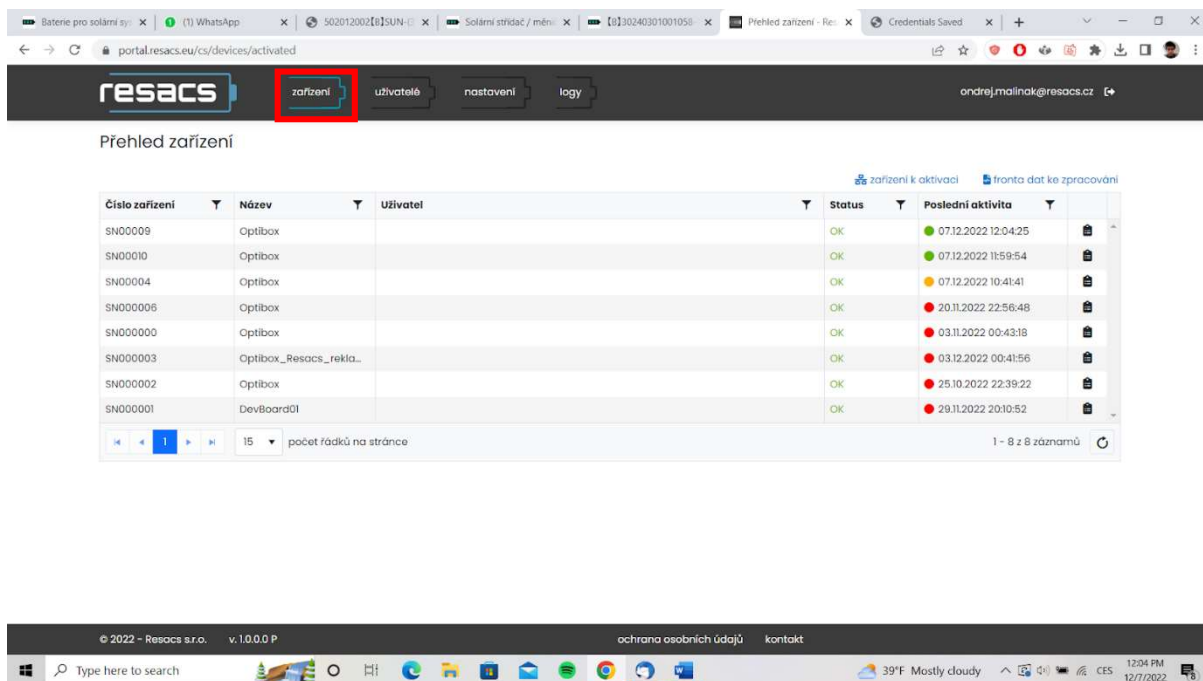 Baterie pro solární sys
(1) WhatsApp
502012002[8]SUN-
Solární střídač / měni
[8]30240301001058
Přehled zařízení - Res
Credentials Saved
portal.resacs.eu/cs/devices/activated
resacs
zařízení
uživatelé
nastavení
logy
ondrej.malinak@resacs.cz
Přehled zařízení
zařízení k aktivaci
fronta dat ke zpracování
Číslo zařízení Název Uživatel Status Poslední aktivita
SN00009 Optibox OK 07.12.2022 12:04:25
SN00010 Optibox OK 07.12.2022 11:59:54
SN00004 Optibox OK 07.12.2022 10:41:41
SN000006 Optibox OK 20.11.2022 22:56:48
SN000000 Optibox OK 03.11.2022 00:43:18
SN000003 Optibox_Resacs_rekla... OK 03.12.2022 00:41:56
SN000002 Optibox OK 25.10.2022 22:39:22
SN000001 DevBoard01 OK 29.11.2022 20:10:52
1 15 počet řádků na stránce 1 - 8 z 8 záznamů
© 2022 - Resacs s.r.o. v. 1.0.0.0 P ochrana osobních údajů kontakt
Type here to search
39°F Mostly cloudy
CES
12:04 PM
12/7/2022